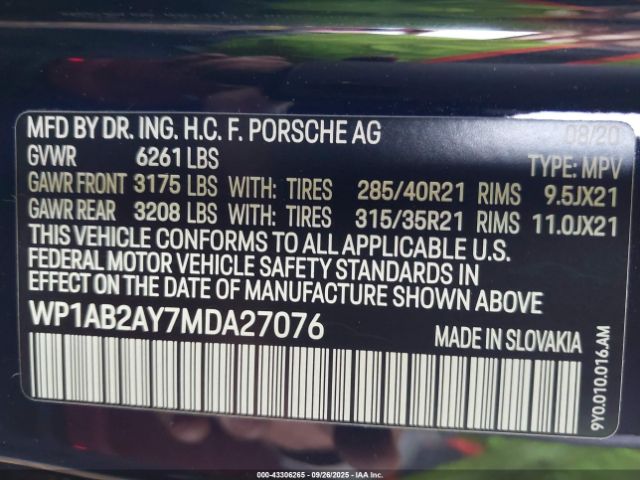 MFD BY DR. ING. H.C. F. PORSCHE AG 08/20
GVWR 6261 LBS TYPE: MPV
GAWR FRONT 3175 LBS WITH: TIRES 285/40R21 RIMS 9.5JX21
GAWR REAR 3208 LBS WITH: TIRES 315/35R21 RIMS 11.0JX21
THIS VEHICLE CONFORMS TO ALL APPLICABLE U.S.
FEDERAL MOTOR VEHICLE SAFETY STANDARDS IN
EFFECT ON THE DATE OF MANUFACTURE SHOWN ABOVE.
WP1AB2AY7MDA27076 MADE IN SLOVAKIA
9Y0.010.016.AM
000-43306265 - 09/26/2025 - IAA Inc.